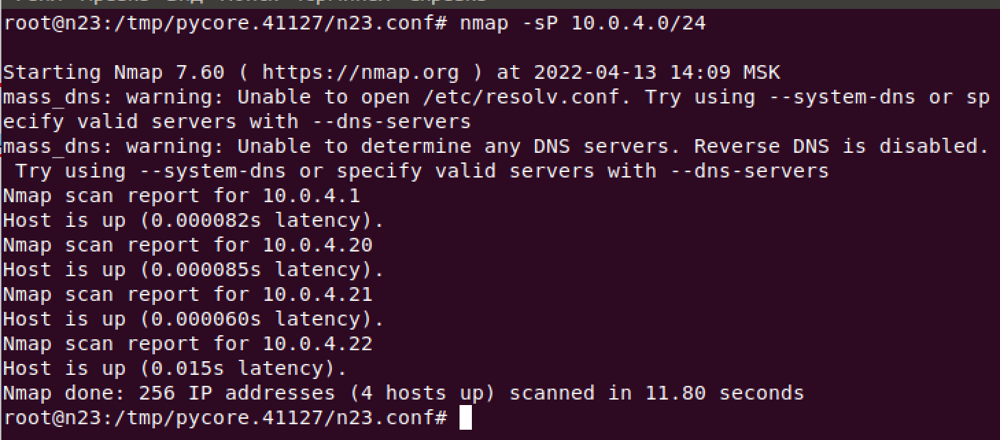 root@n23:/tmp/pycore.41127/n23.conf# nmap -sP 10.0.4.0/24
Starting Nmap 7.60 ( https://nmap.org ) at 2022-04-13 14:09 MSK
mass_dns: warning: Unable to open /etc/resolv.conf. Try using --system-dns or sp
ecify valid servers with --dns-servers
mass_dns: warning: Unable to determine any DNS servers. Reverse DNS is disabled.
 Try using --system-dns or specify valid servers with --dns-servers
Nmap scan report for 10.0.4.1
Host is up (0.000082s latency).
Nmap scan report for 10.0.4.20
Host is up (0.000085s latency).
Nmap scan report for 10.0.4.21
Host is up (0.000060s latency).
Nmap scan report for 10.0.4.22
Host is up (0.015s latency).
Nmap done: 256 IP addresses (4 hosts up) scanned in 11.80 seconds
root@n23:/tmp/pycore.41127/n23.conf#